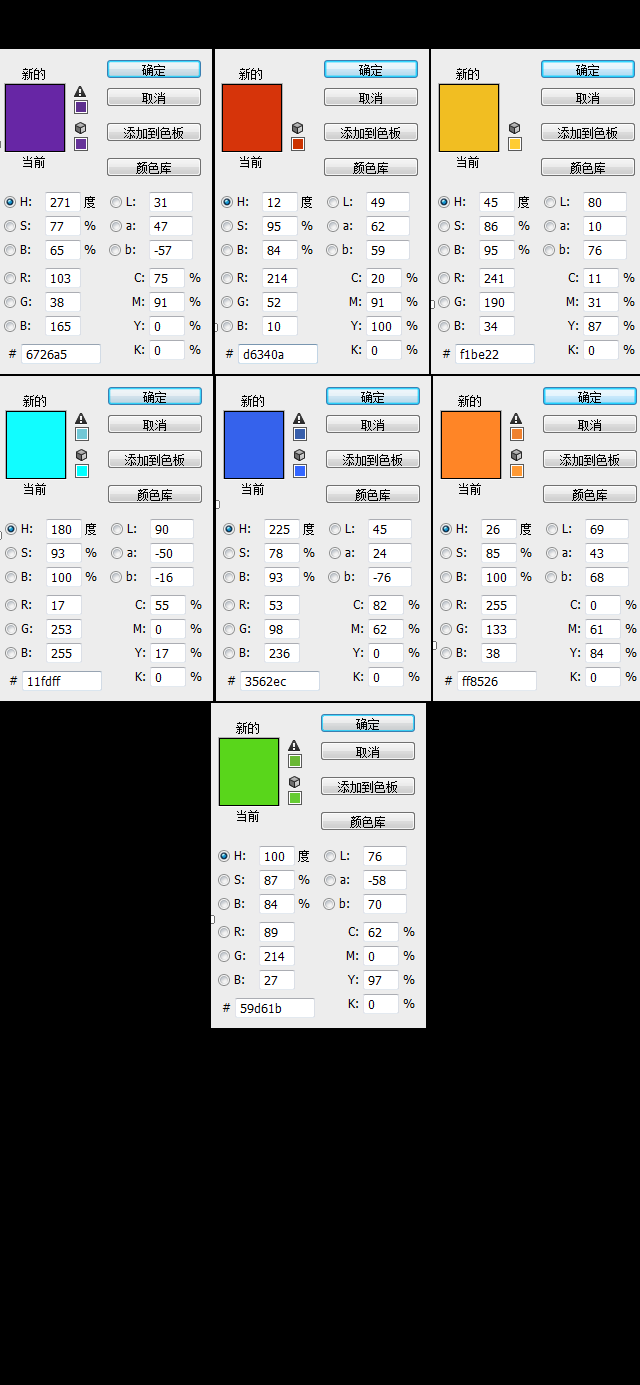 新的
确定
取消
添加到色板
当前
颜色库
H: 271 度 L: 31
S: 77 % a: 47
B: 65 % b: -57
R: 103 C: 75 %
G: 38 M: 91 %
B: 165 Y: 0 %
# 6726a5 K: 0 %
新的
确定
取消
添加到色板
当前
颜色库
H: 12 度 L: 49
S: 95 % a: 62
B: 84 % b: 59
R: 214 C: 20 %
G: 52 M: 91 %
B: 10 Y: 100 %
# d6340a K: 0 %
新的
确定
取消
添加到色板
当前
颜色库
H: 45 度 L: 80
S: 86 % a: 10
B: 95 % b: 76
R: 241 C: 11 %
G: 190 M: 31 %
B: 34 Y: 87 %
# f1be22 K: 0 %
新的
确定
取消
添加到色板
当前
颜色库
H: 180 度 L: 90
S: 93 % a: -50
B: 100 % b: -16
R: 17 C: 55 %
G: 253 M: 0 %
B: 255 Y: 17 %
# 11fdff K: 0 %
新的
确定
取消
添加到色板
当前
颜色库
H: 225 度 L: 45
S: 78 % a: 24
B: 93 % b: -76
R: 53 C: 82 %
G: 98 M: 62 %
B: 236 Y: 0 %
# 3562ec K: 0 %
新的
确定
取消
添加到色板
当前
颜色库
H: 26 度 L: 69
S: 85 % a: 43
B: 100 % b: 68
R: 255 C: 0 %
G: 133 M: 61 %
B: 38 Y: 84 %
# ff8526 K: 0 %
新的
确定
取消
添加到色板
当前
颜色库
H: 100 度 L: 76
S: 87 % a: -58
B: 84 % b: 70
R: 89 C: 62 %
G: 214 M: 0 %
B: 27 Y: 97 %
# 59d61b K: 0 %